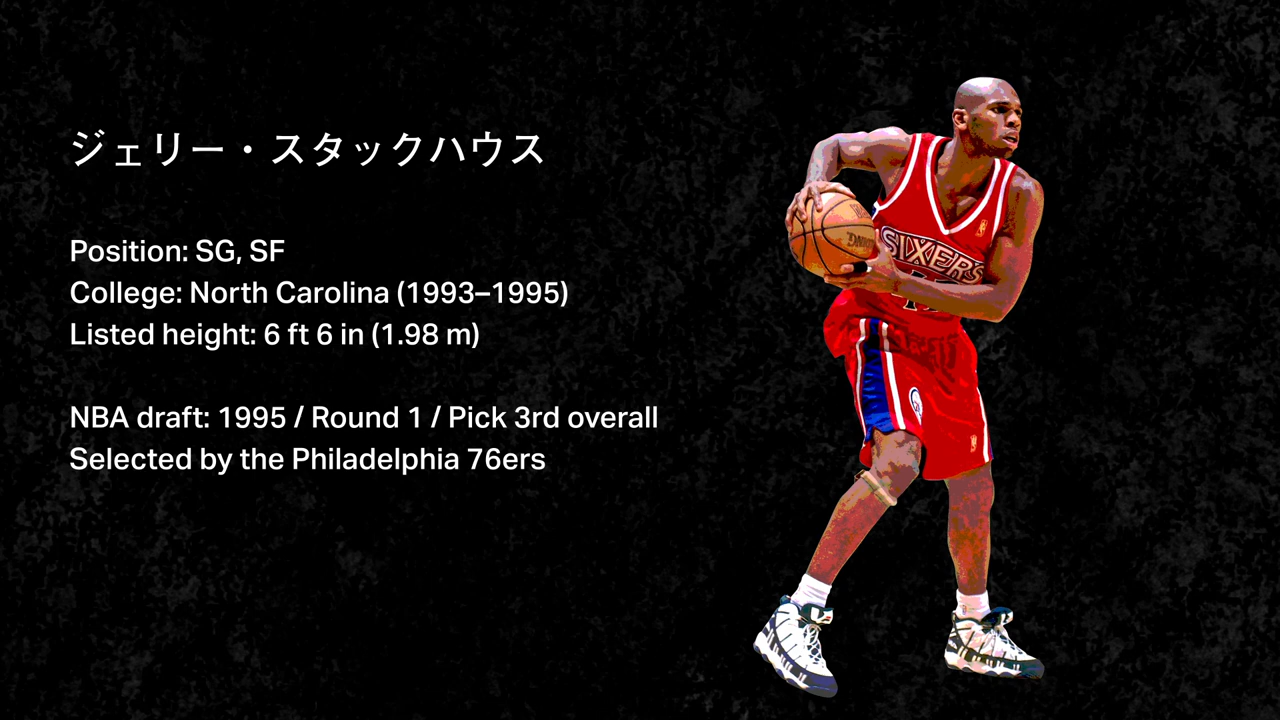 ジェリー・スタックハウス
Position: SG, SF
College: North Carolina (1993–1995)
Listed height: 6 ft 6 in (1.98 m)
NBA draft: 1995 / Round 1 / Pick 3rd overall
Selected by the Philadelphia 76ers
SIXERS